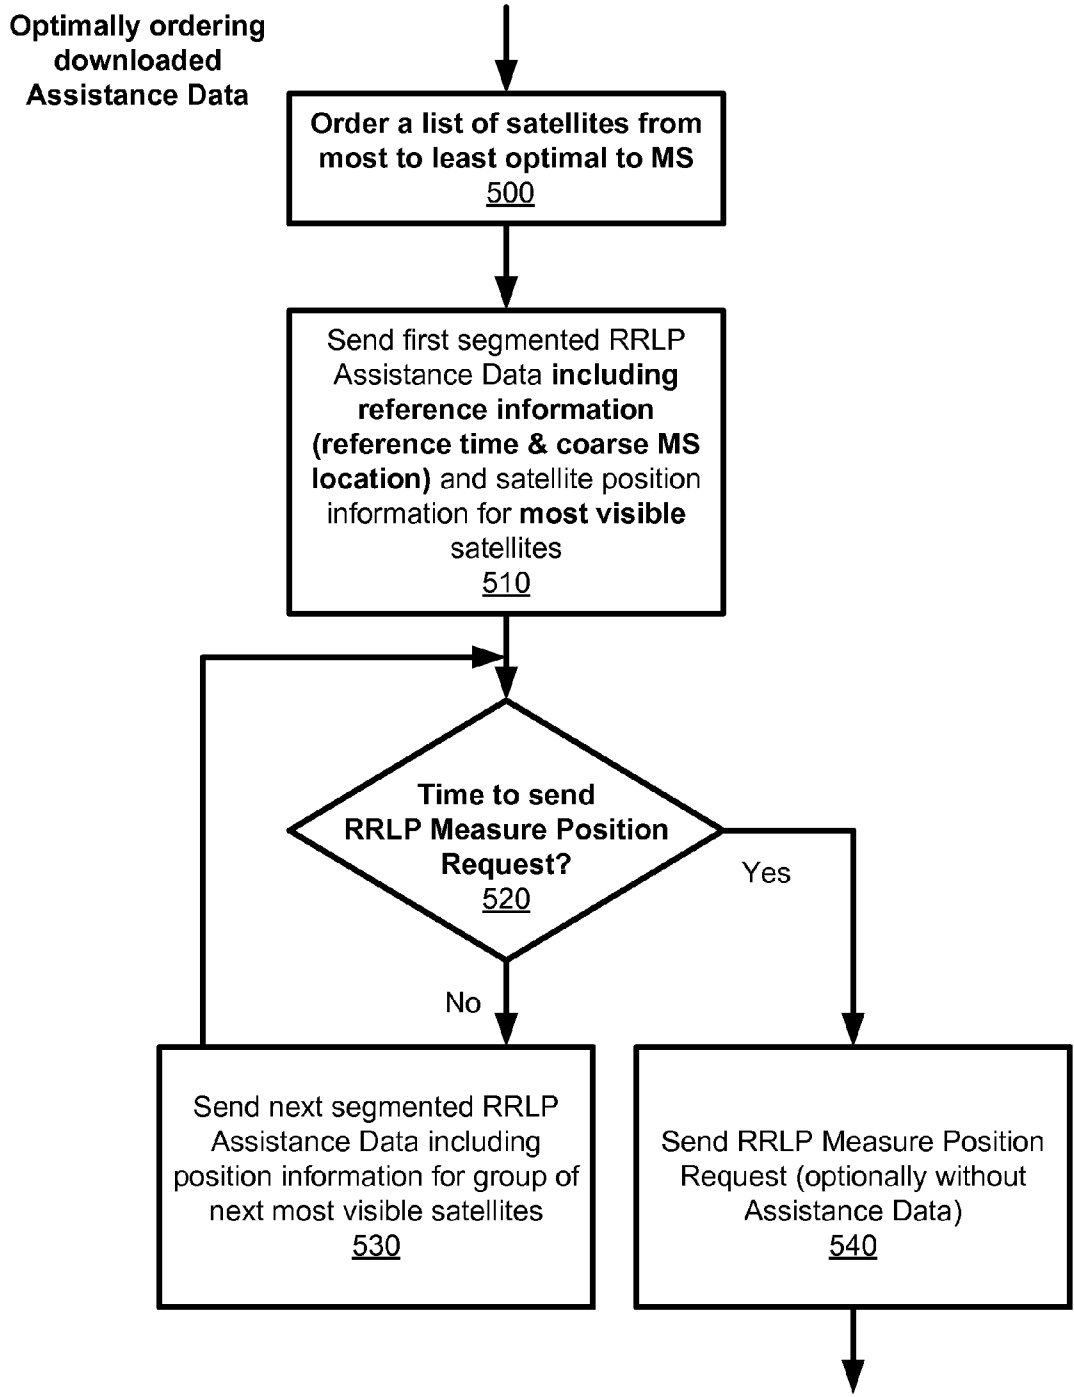 Optimally ordering
downloaded
Assistance Data
Order a list of satellites from
most to least optimal to MS
500
Send first segmented RRLP
Assistance Data including
reference information
(reference time & coarse MS
location) and satellite position
information for most visible
satellites
510
Time to send
RRLP Measure Position
Request?
520
Yes
No
Send next segmented RRLP
Assistance Data including
position information for group of
next most visible satellites
530
Send RRLP Measure Position
Request (optionally without
Assistance Data)
540